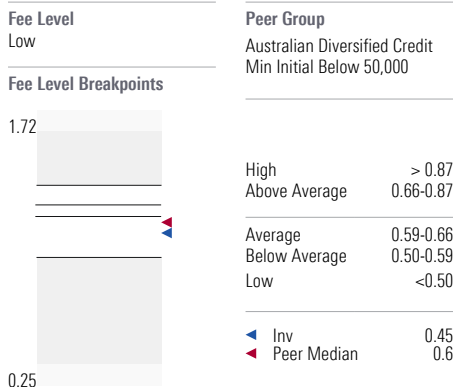 Fee Level
Low
Fee Level Breakpoints
1.72
0.25
Peer Group
Australian Diversified Credit
Min Initial Below 50,000
High > 0.87
Above Average 0.66-0.87
Average 0.59-0.66
Below Average 0.50-0.59
Low <0.50
Inv 0.45
Peer Median 0.6